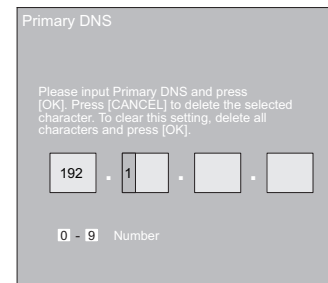 Primary DNS
Please input Primary DNS and press
[OK]. Press [CANCEL] to delete the selected
character. To clear this setting, delete all
characters and press [OK].
192 . 1 . .
0 - 9 Number